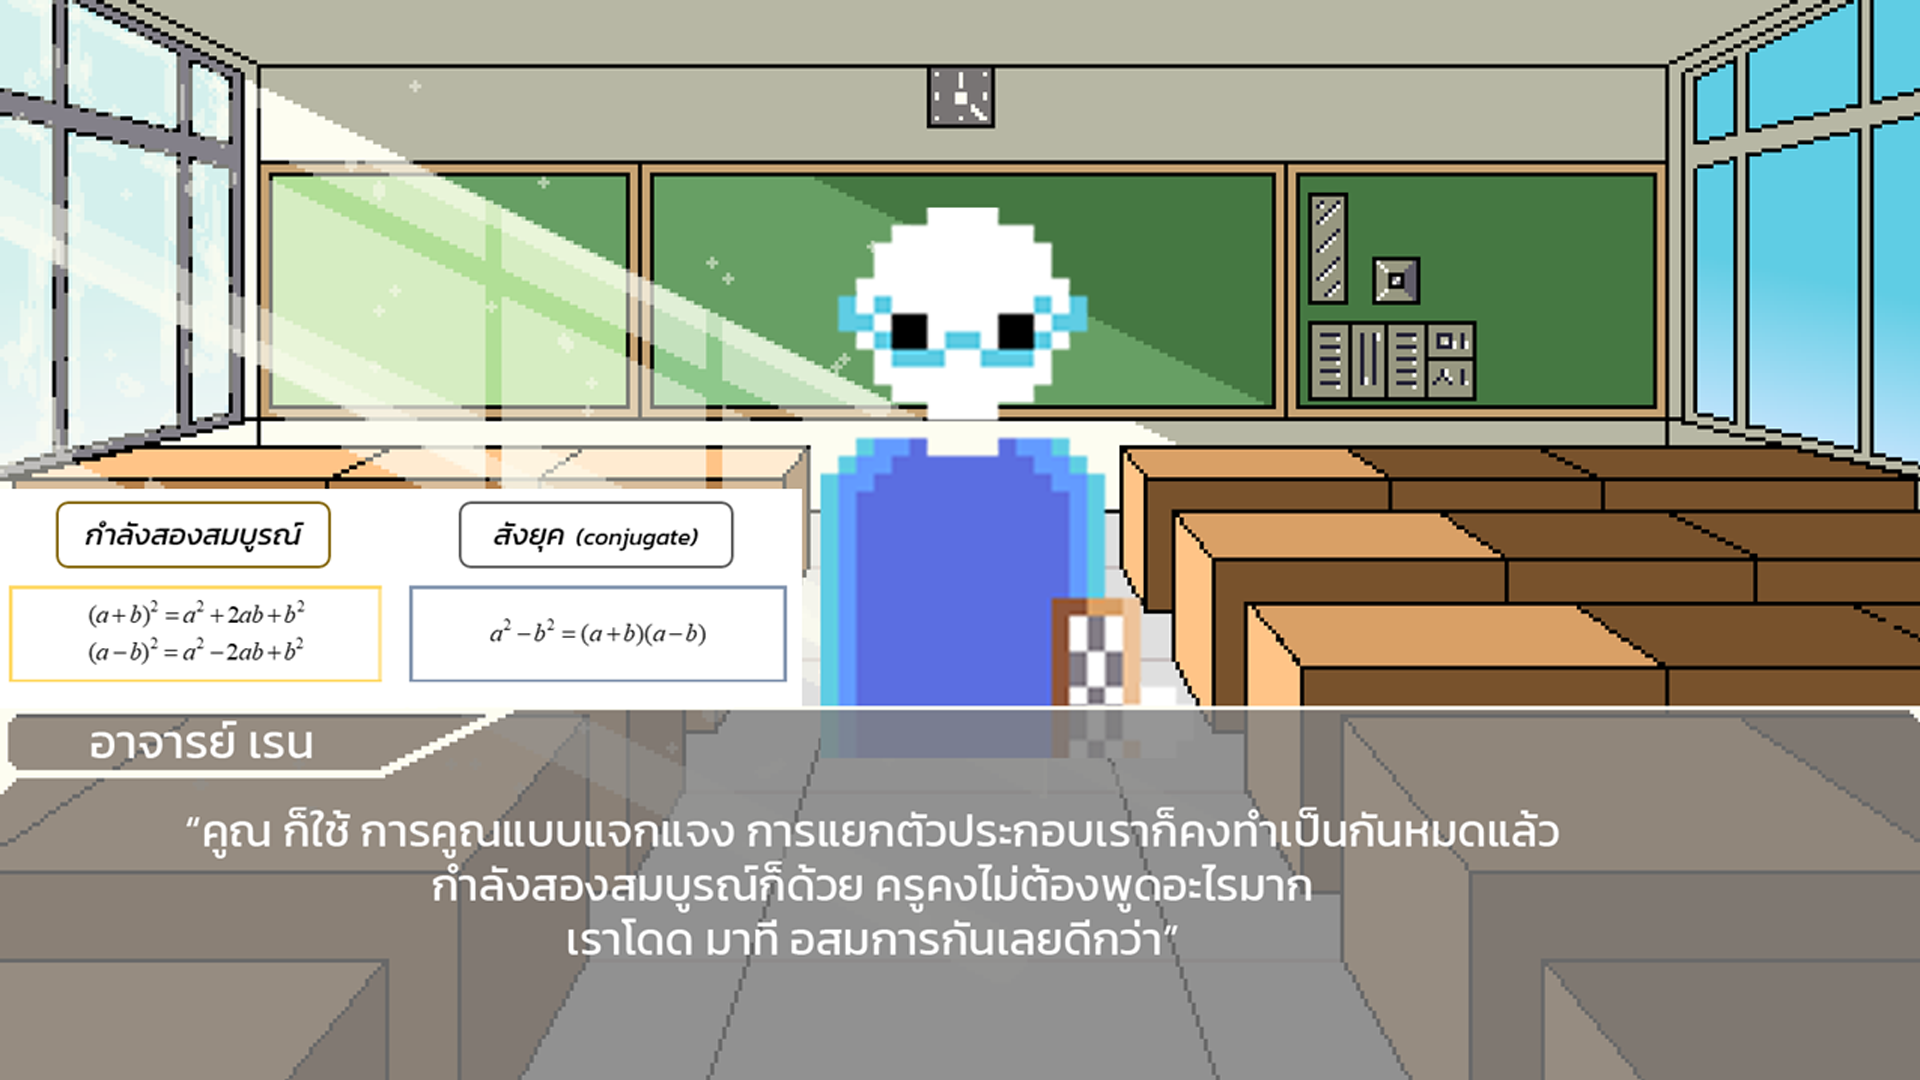 กำลังสองสมบูรณ์
สังยุค (conjugate)
(a+b)² = a² + 2ab + b²
(a−b)² = a² − 2ab + b²
a² − b² = (a+b)(a−b)
อาจารย์ เรน
“คูณ ก็ใช้ การคูณแบบแจกแจง การแยกตัวประกอบเราก็คงทำเป็นกันหมดแล้ว
กำลังสองสมบูรณ์ก็ด้วย ครูคงไม่ต้องพูดอะไรมาก
เราโดด มาที่ อสมการกันเลยดีกว่า”